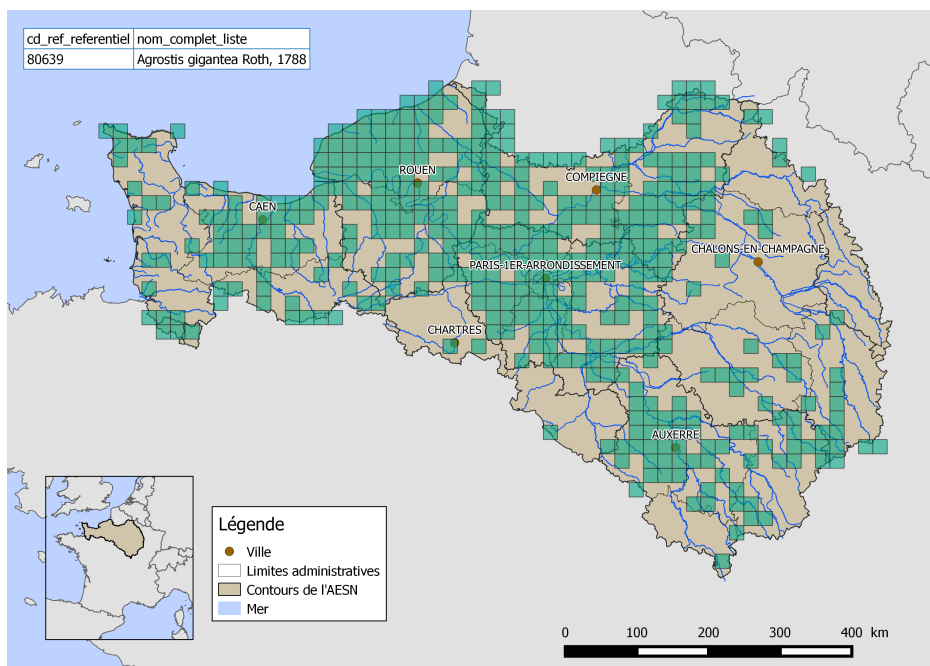 cd_ref_referentiel nom_complet_liste
80639 Agrostis gigantea Roth, 1788
ROUEN
COMPIEGNE
CAEN
CHALONS-EN-CHAMPAGNE
PARIS-1ER-ARRONDISSEMENT
CHARTRES
AUXERRE
Légende
Ville
Limites administratives
Contours de l'AESN
Mer
0 100 200 300 400 km